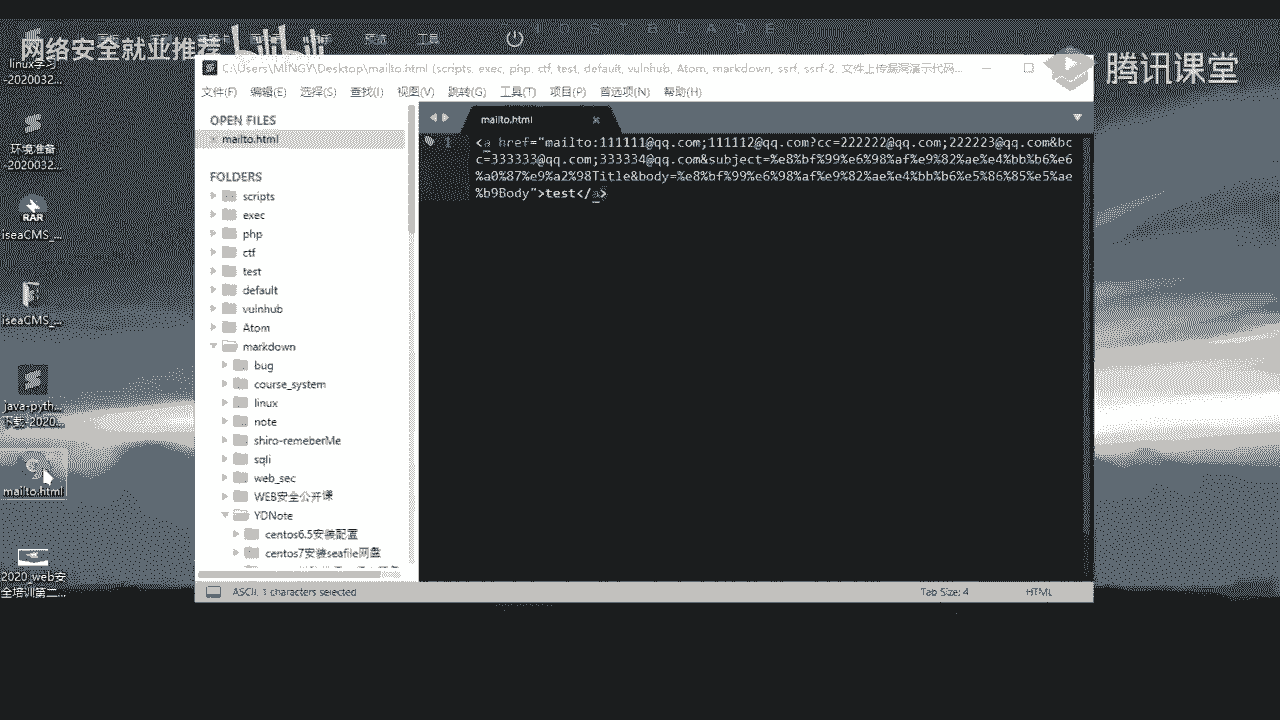 网络安全就业推荐
bilibili
预览
工具
腾讯课堂
linux学习
-2020032...
环境准备
-2020032...
RAR
iseaCMS_...
iseaCMS_...
java-pyth...
下载-2020...
mailto.html
2020_web安
全培训第二...
C:\Users\MINGY\Desktop\mailto.html (scripts, exec, php, ctf, test, default, vulnhub, Atom, markdown, ssrf, ssrf-2, 文件上传漏洞演示代码...
文件(F) 编辑(E) 选择(S) 查找(I) 视图(V) 跳转(G) 工具(T) 项目(P) 首选项(N) 帮助(H)
OPEN FILES
mailto.html
FOLDERS
scripts
exec
php
ctf
test
default
vulnhub
Atom
markdown
bug
course_system
linux
note
shiro-remeberMe
sqli
web_sec
WEB安全公开课
YDNote
centos6.5安装配置
centos7安装seafile网盘
mailto.html
1
<a href="mailto:111111@qq.com;111112@qq.com?cc=222222@qq.com;222223@qq.com&bc
c=333333@qq.com;333334@qq.com&subject=%e8%bf%99%e6%98%af%e9%82%ae%e4%bb%b6%e6
%a0%87%e9%a2%98Title&body=%e8%bf%99%e6%98%af%e9%82%ae%e4%bb%b6%e5%86%85%e5%ae
%b9Body">test</a>
ASCII, 1 characters selected
Tab Size: 4
HTML